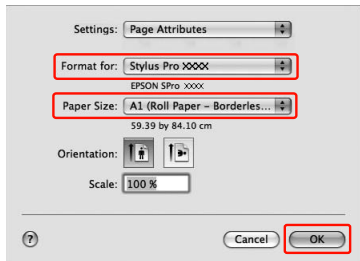 Settings: Page Attributes
Format for: Stylus Pro XXXX
EPSON SPro XXXX
Paper Size: A1 (Roll Paper – Borderles...
59.39 by 84.10 cm
Orientation:
Scale: 100 %
? Cancel OK